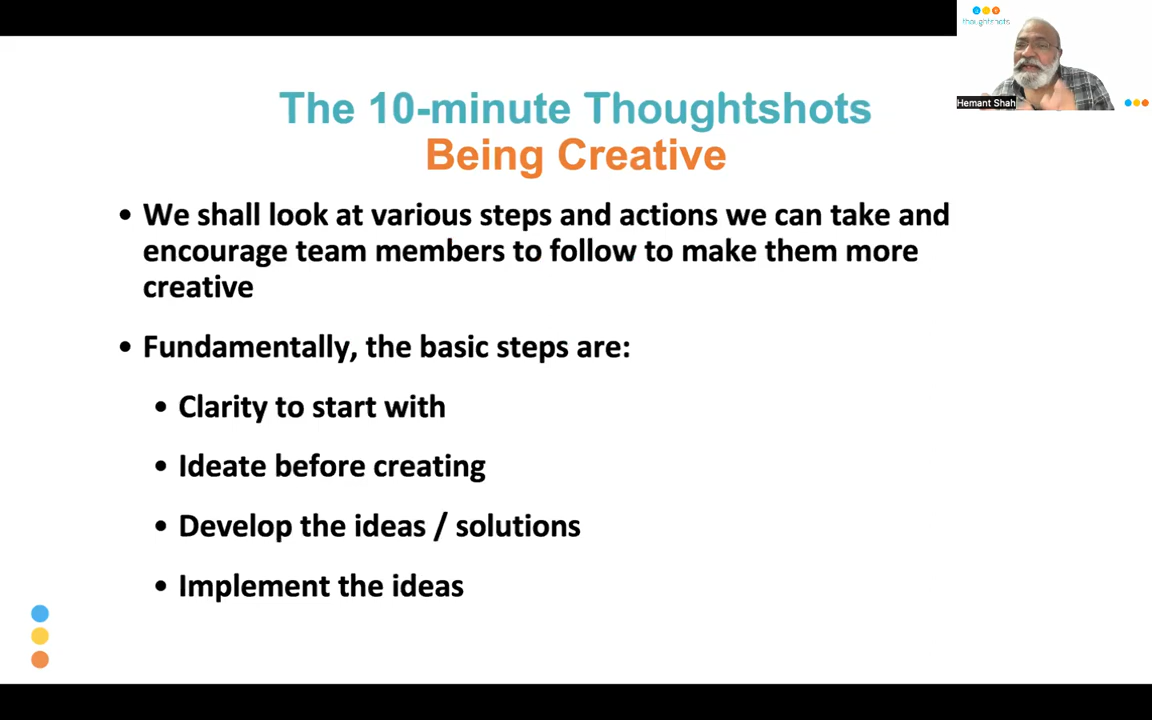 The 10-minute Thoughtshots
Being Creative
• We shall look at various steps and actions we can take and
encourage team members to follow to make them more
creative
• Fundamentally, the basic steps are:
• Clarity to start with
• Ideate before creating
• Develop the ideas / solutions
• Implement the ideas
thoughtshots
Hemant Shah